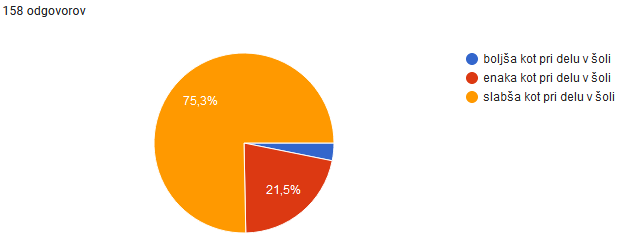 158 odgovorov
boljša kot pri delu v šoli
enaka kot pri delu v šoli
slabša kot pri delu v šoli
75,3%
21,5%